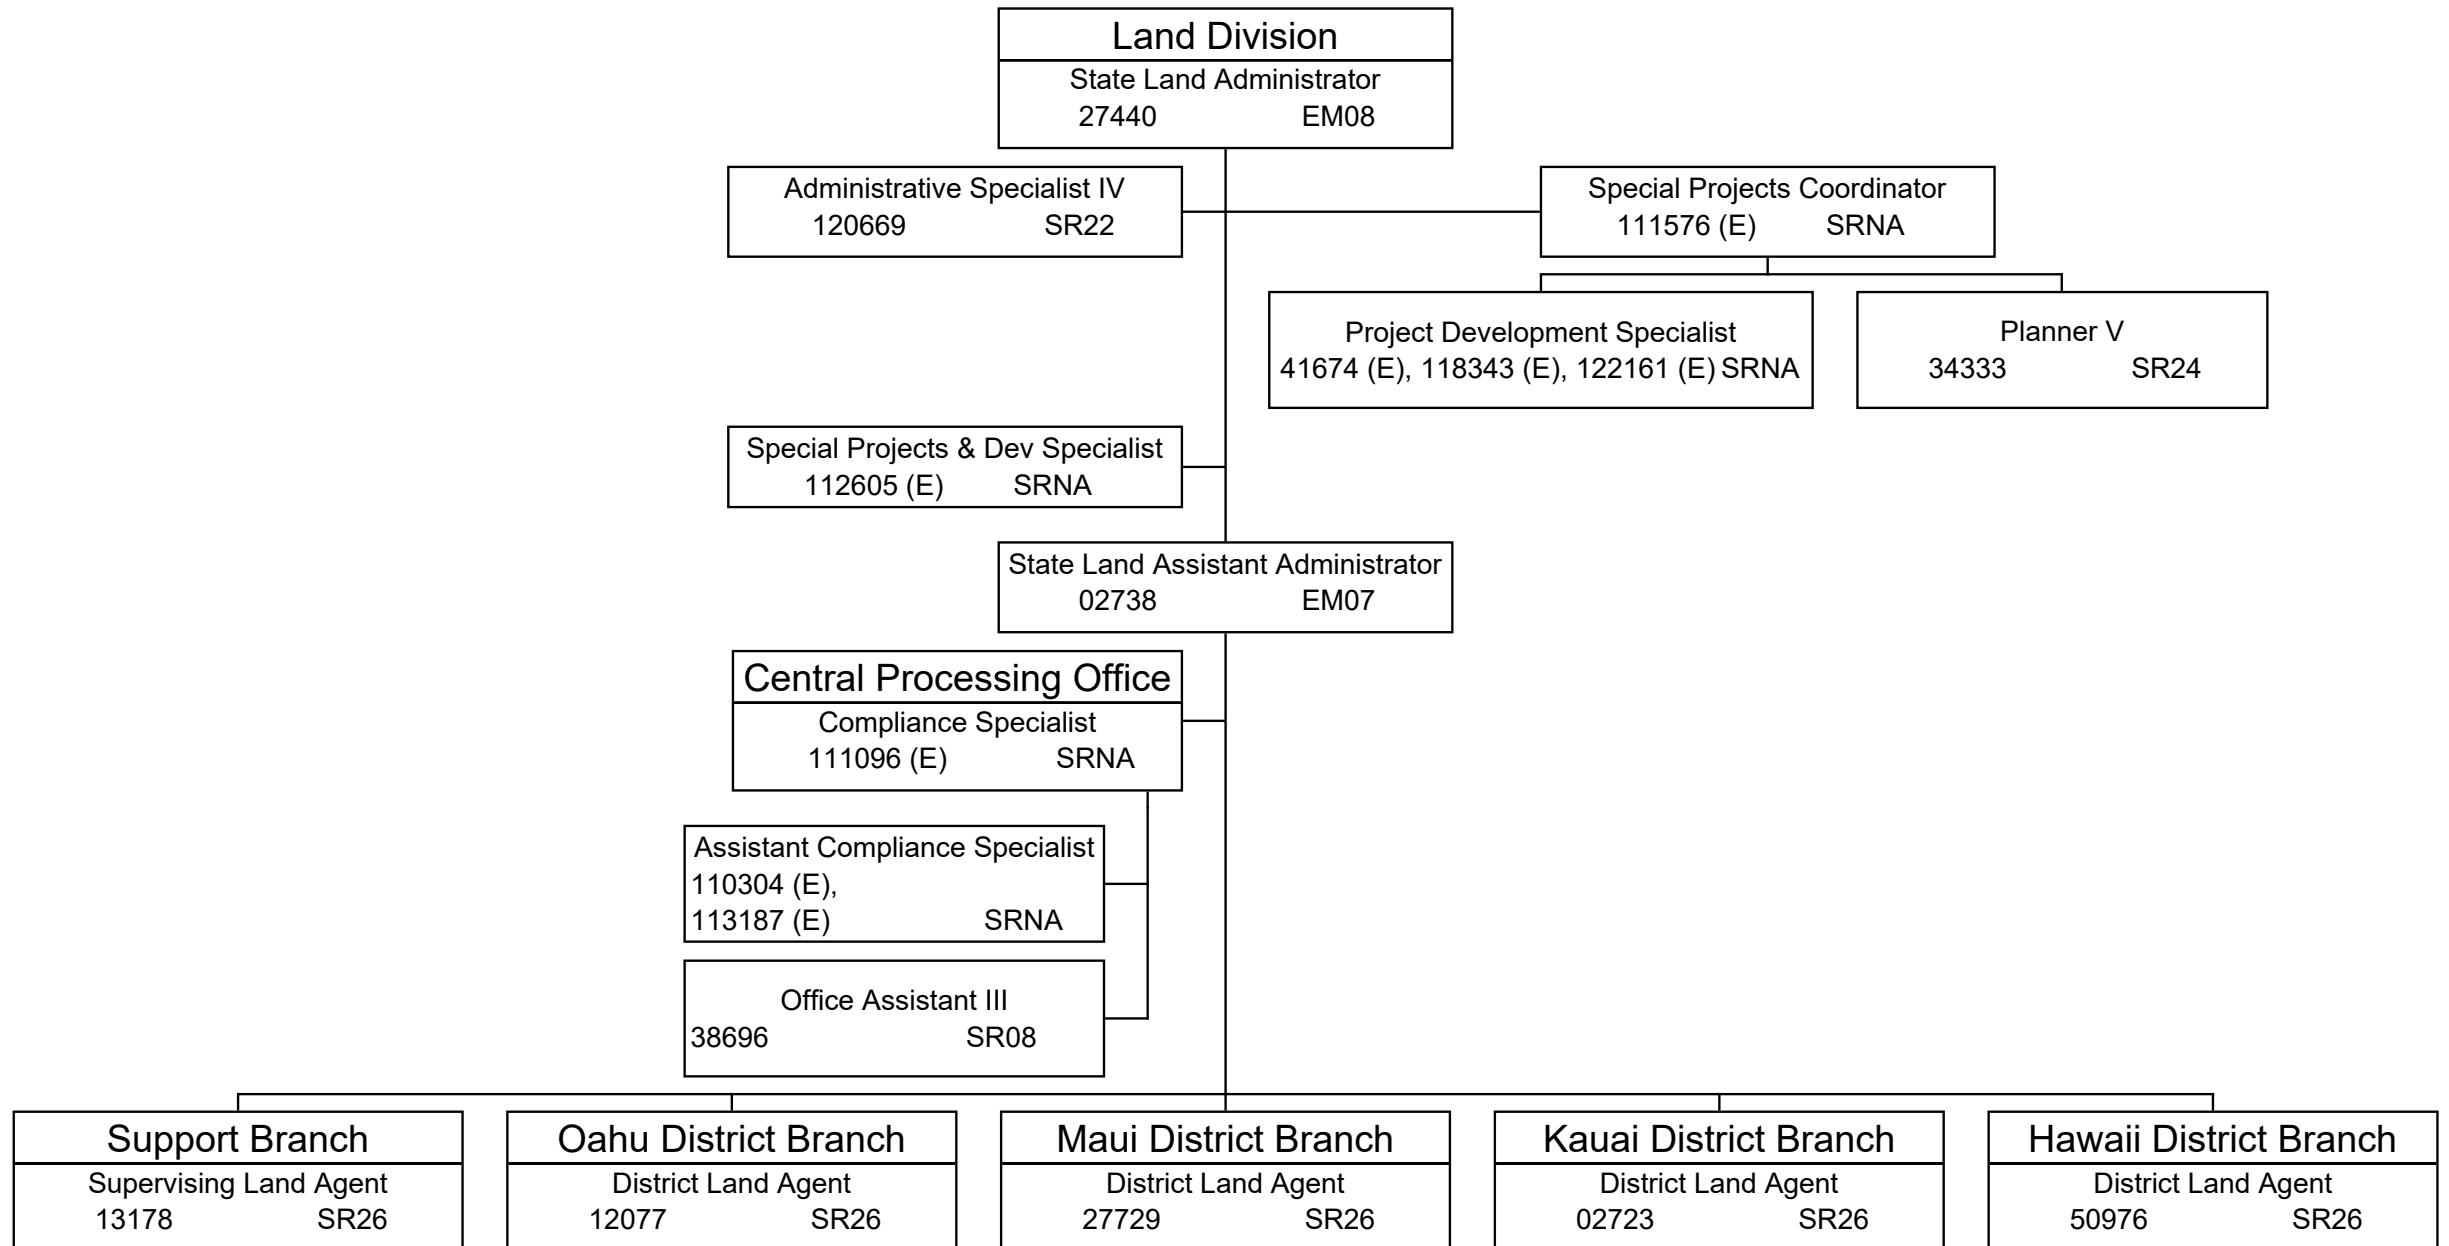 Land Division
State Land Administrator
27440 EM08
Administrative Specialist IV
120669 SR22
Special Projects Coordinator
111576 (E) SRNA
Project Development Specialist
41674 (E), 118343 (E), 122161 (E) SRNA
Planner V
34333 SR24
Special Projects & Dev Specialist
112605 (E) SRNA
State Land Assistant Administrator
02738 EM07
Central Processing Office
Compliance Specialist
111096 (E) SRNA
Assistant Compliance Specialist
110304 (E),
113187 (E) SRNA
Office Assistant III
38696 SR08
Support Branch
Supervising Land Agent
13178 SR26
Oahu District Branch
District Land Agent
12077 SR26
Maui District Branch
District Land Agent
27729 SR26
Kauai District Branch
District Land Agent
02723 SR26
Hawaii District Branch
District Land Agent
50976 SR26